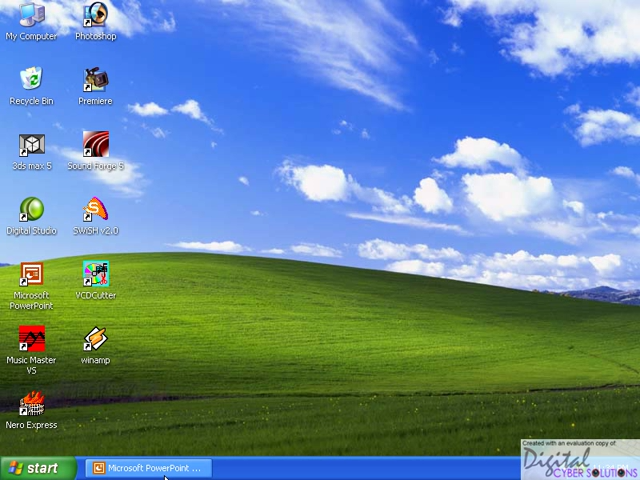 My Computer
Photoshop
Recycle Bin
Premiere
3ds max 5
Sound Forge 5
Digital Studio
SWiSH v2.0
Microsoft
PowerPoint
VCDCutter
Music Master
VS
winamp
Nero Express
start
Microsoft PowerPoint ...
Created with an evaluation copy of:
Digital
CYBER SOLUTIONS